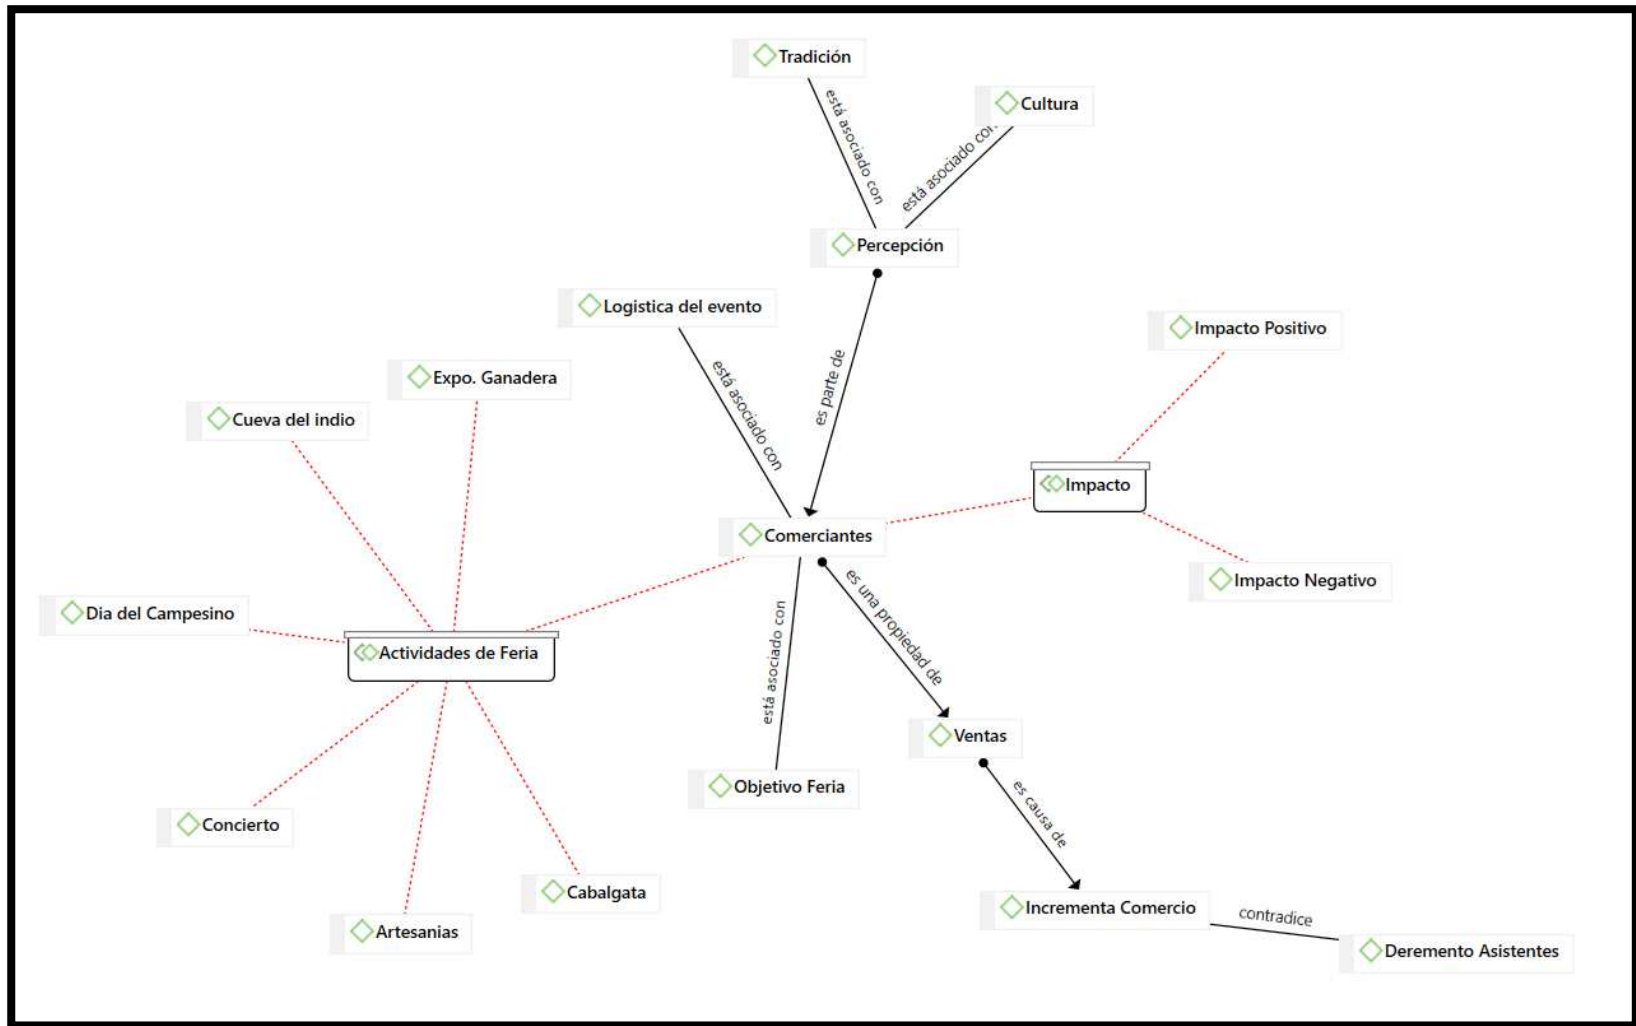 Tradición
Cultura
está asociado con
está asociado con
Percepción
Logistica del evento
Impacto Positivo
es parte de
está asociado con
Expo. Ganadera
Cueva del indio
Impacto
Comerciantes
Impacto Negativo
es una propiedad de
Dia del Campesino
está asociado con
Actividades de Feria
Ventas
Objetivo Feria
es causa de
Concierto
Cabalgata
Incrementa Comercio
contradice
Artesanias
Deremento Asistentes